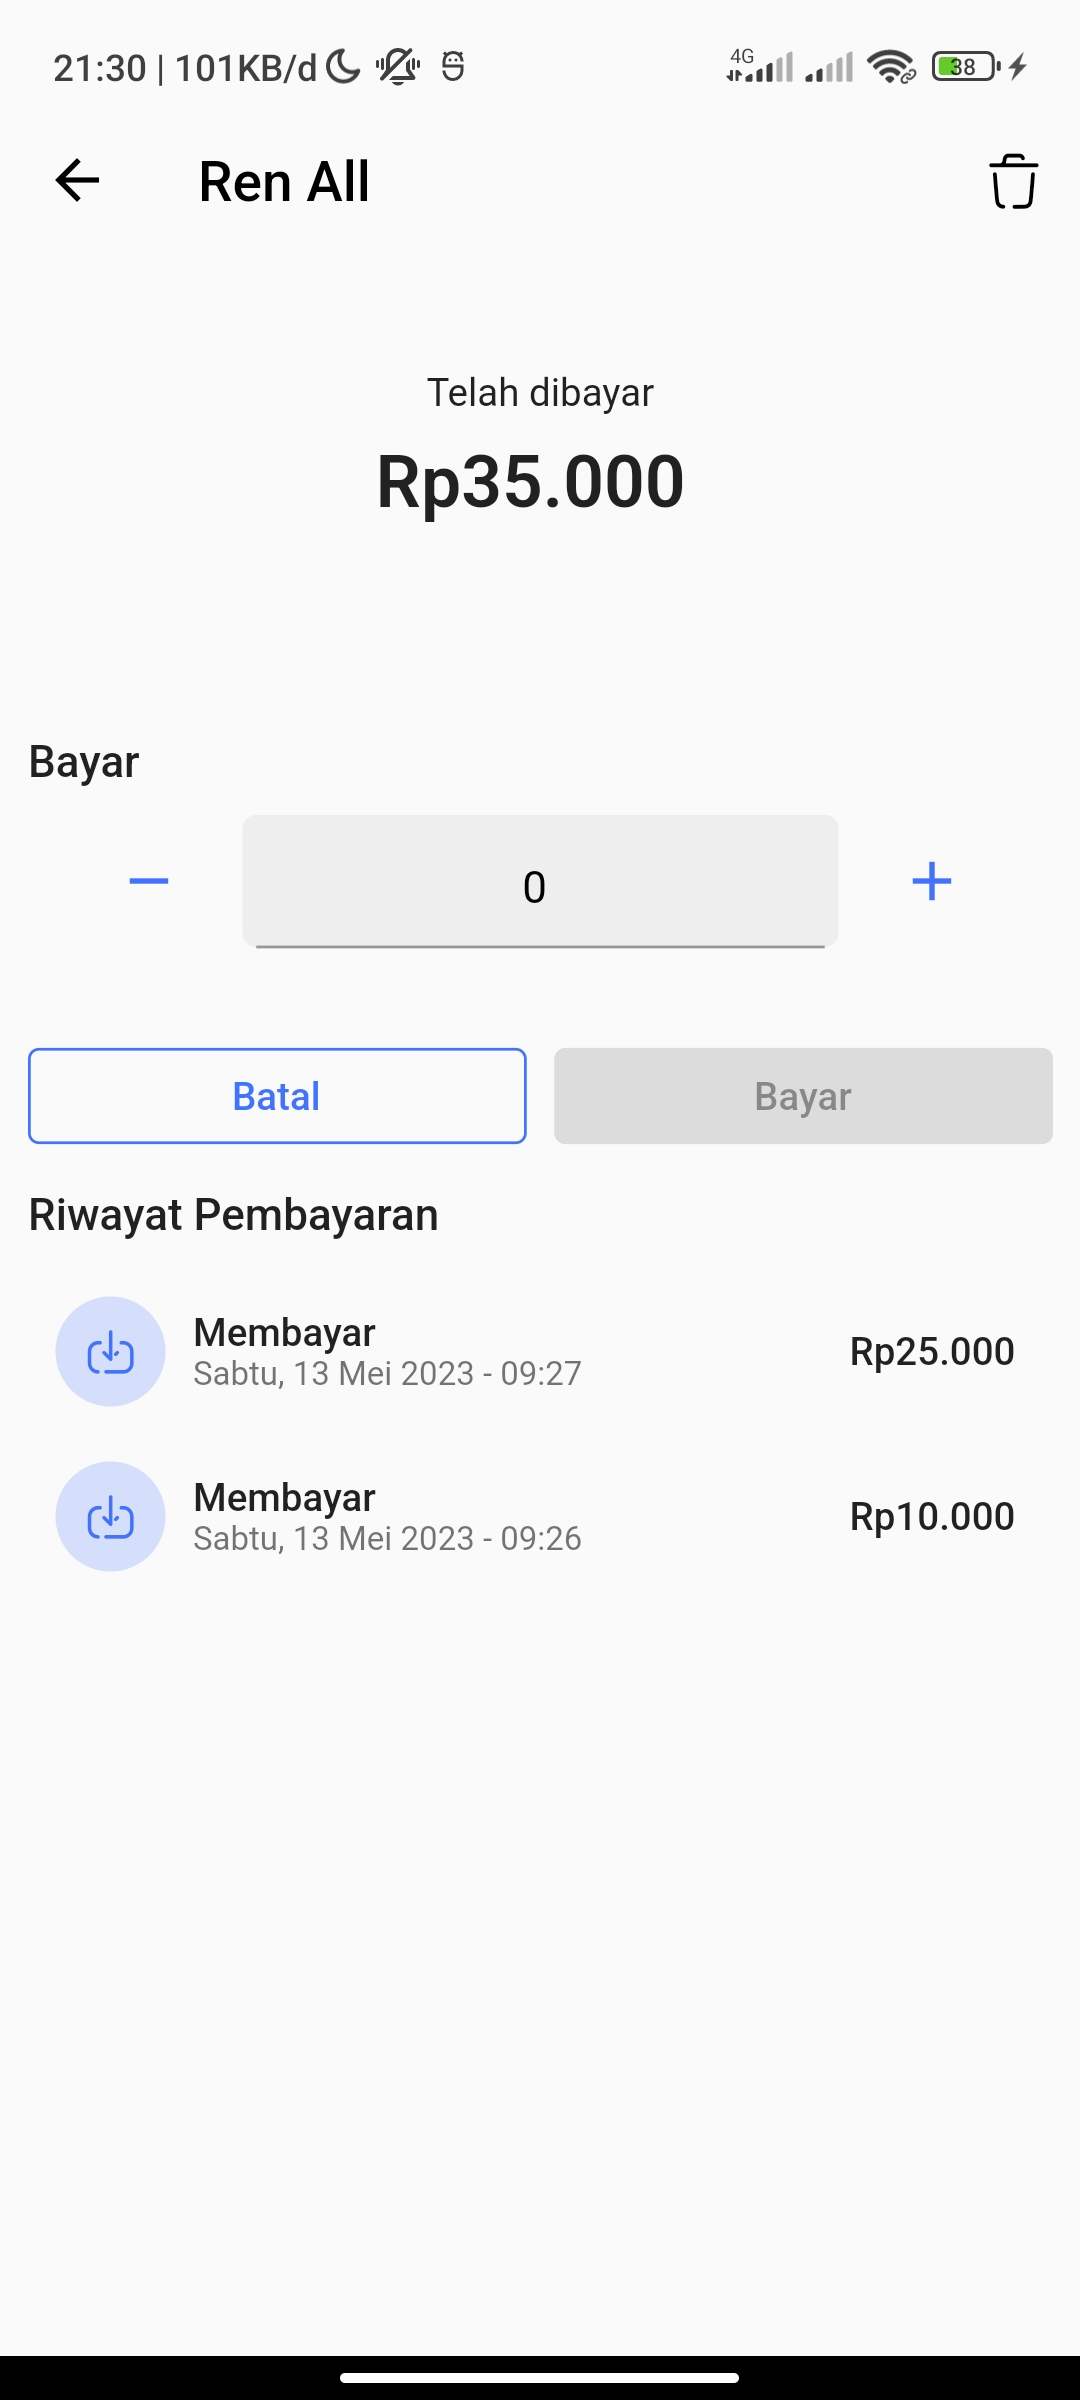 21:30 | 101KB/d
4G
38
Ren All
Telah dibayar
Rp35.000
Bayar
0
Batal
Bayar
Riwayat Pembayaran
Membayar
Rp25.000
Sabtu, 13 Mei 2023 - 09:27
Membayar
Rp10.000
Sabtu, 13 Mei 2023 - 09:26